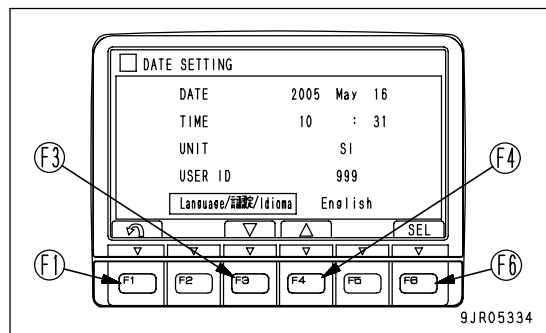 DATE SETTING
DATE 2005 May 16
TIME 10 : 31
UNIT SI
USER ID 999
F3
F4
Language/ /Idioma English
SEL
F1
F1 F2 F3 F4 F5 F6
F6
9JR05334